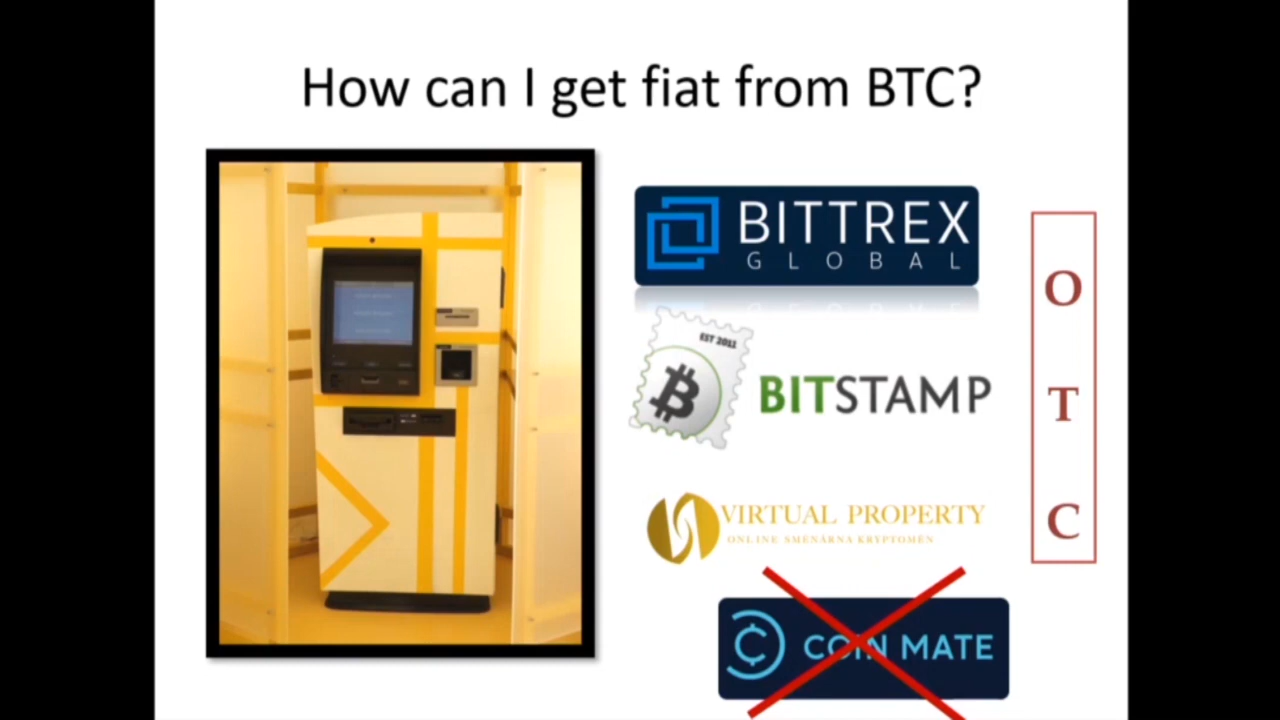 How can I get fiat from BTC?
BITTREX
GLOBAL
EST 2011
BITSTAMP
VIRTUAL PROPERTY
ONLINE SMĚNÁRNA KRYPTOMĚN
COIN MATE
O
T
C